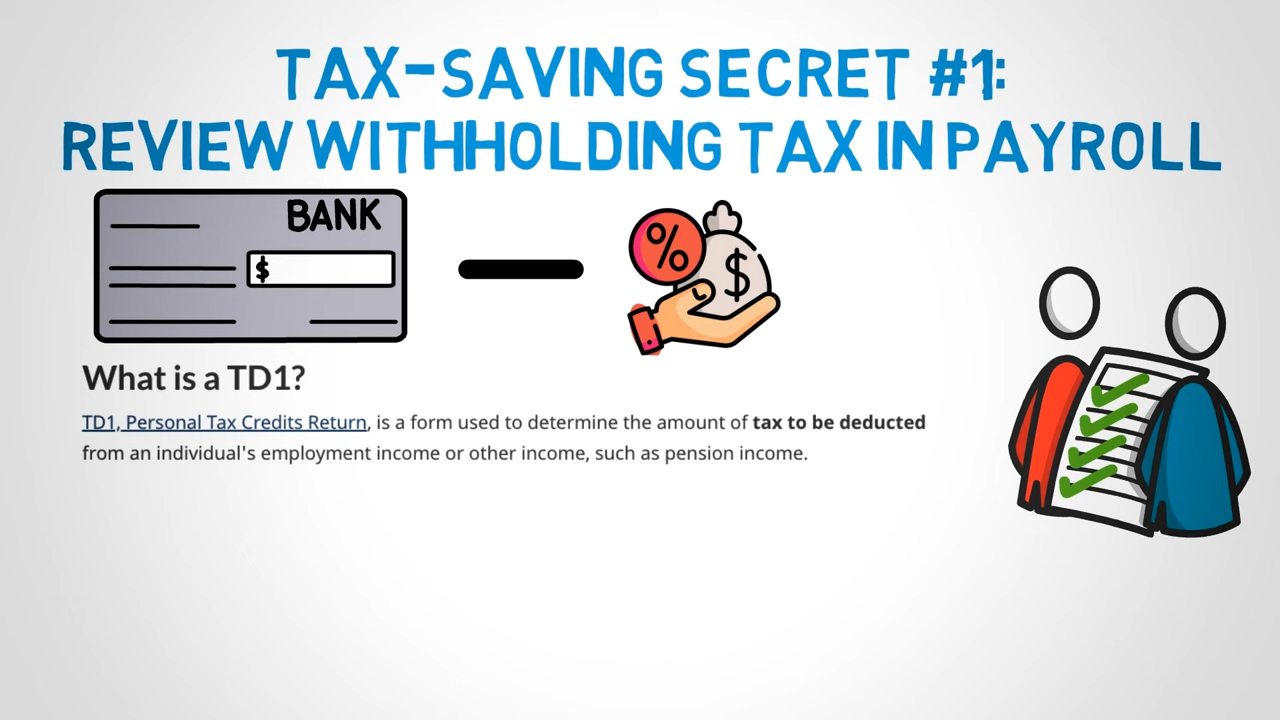 TAX-SAVING SECRET #1:
REVIEW WITHHOLDING TAX IN PAYROLL
BANK
$
%
$
What is a TD1?
TD1, Personal Tax Credits Return, is a form used to determine the amount of tax to be deducted
from an individual's employment income or other income, such as pension income.